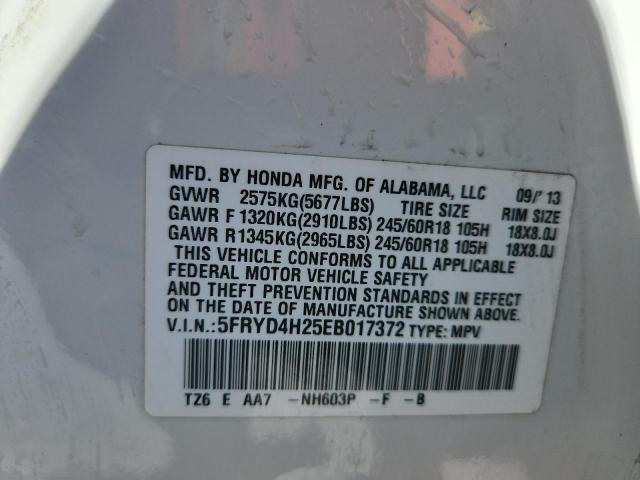 MFD. BY HONDA MFG. OF ALABAMA, LLC 09/13
GVWR 2575KG(5677LBS) TIRE SIZE RIM SIZE
GAWR F 1320KG(2910LBS) 245/60R18 105H 18X8.0J
GAWR R 1345KG(2965LBS) 245/60R18 105H 18X8.0J
THIS VEHICLE CONFORMS TO ALL APPLICABLE
FEDERAL MOTOR VEHICLE SAFETY
AND THEFT PREVENTION STANDARDS IN EFFECT
ON THE DATE OF MANUFACTURE SHOWN ABOVE.
V.I.N.:5FRYD4H25EB017372 TYPE: MPV
TZ6 E AA7 -NH603P -F -B